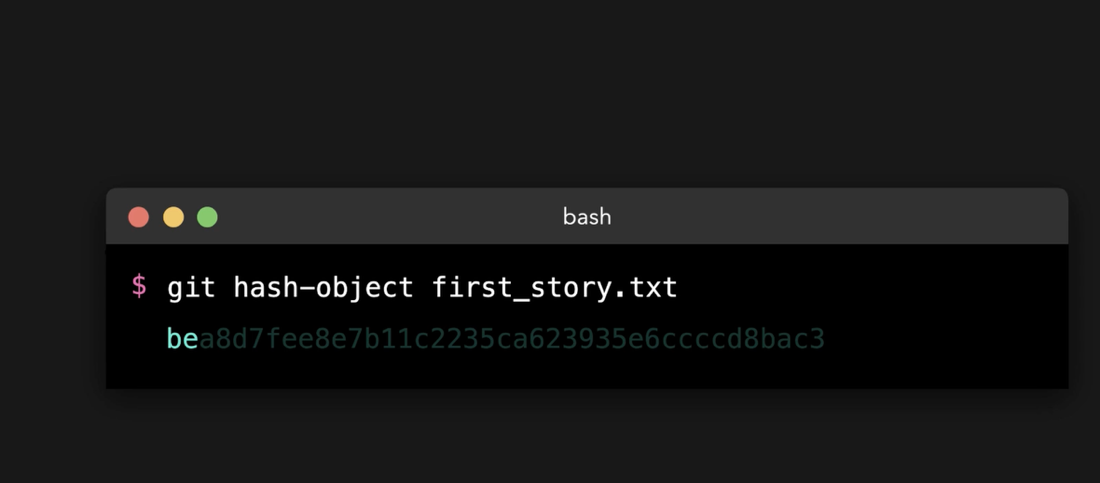 bash
$ git hash-object first_story.txt
bea8d7fee8e7b11c2235ca623935e6ccccd8bac3